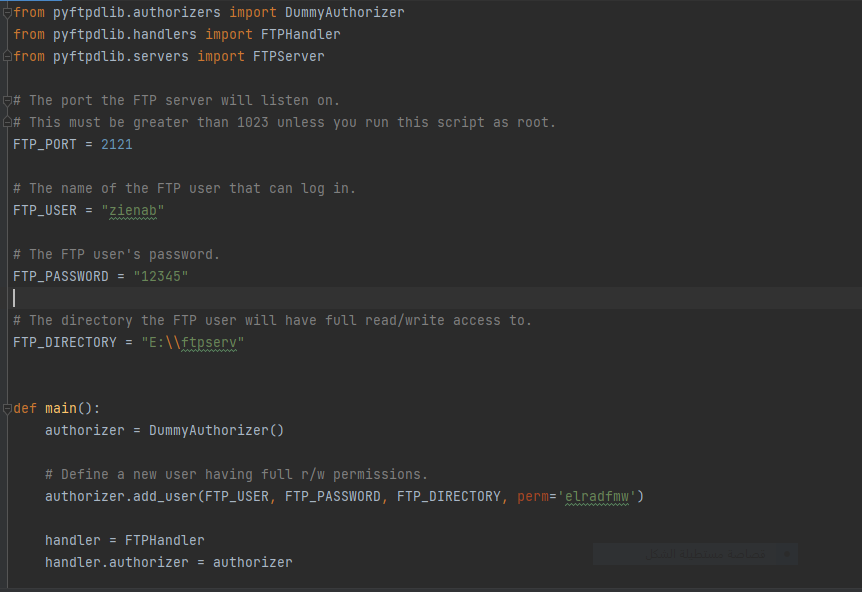 from pyftpdlib.authorizers import DummyAuthorizer
from pyftpdlib.handlers import FTPHandler
from pyftpdlib.servers import FTPServer
# The port the FTP server will listen on.
# This must be greater than 1023 unless you run this script as root.
FTP_PORT = 2121
# The name of the FTP user that can log in.
FTP_USER = "zienab"
# The FTP user's password.
FTP_PASSWORD = "12345"
# The directory the FTP user will have full read/write access to.
FTP_DIRECTORY = "E:\\ftpserv"
def main():
    authorizer = DummyAuthorizer()
    # Define a new user having full r/w permissions.
    authorizer.add_user(FTP_USER, FTP_PASSWORD, FTP_DIRECTORY, perm='elradfmw')
    handler = FTPHandler
    handler.authorizer = authorizer